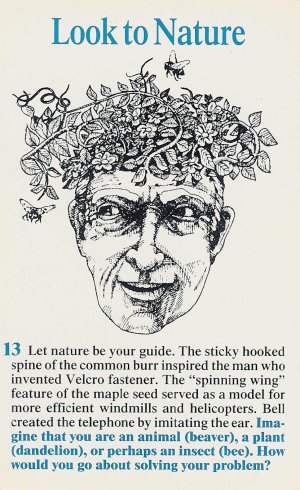 Look to Nature
13 Let nature be your guide. The sticky hooked
spine of the common burr inspired the man who
invented Velcro fastener. The “spinning wing”
feature of the maple seed served as a model for
more efficient windmills and helicopters. Bell
created the telephone by imitating the ear. Ima-
gine that you are an animal (beaver), a plant
(dandelion), or perhaps an insect (bee). How
would you go about solving your problem?